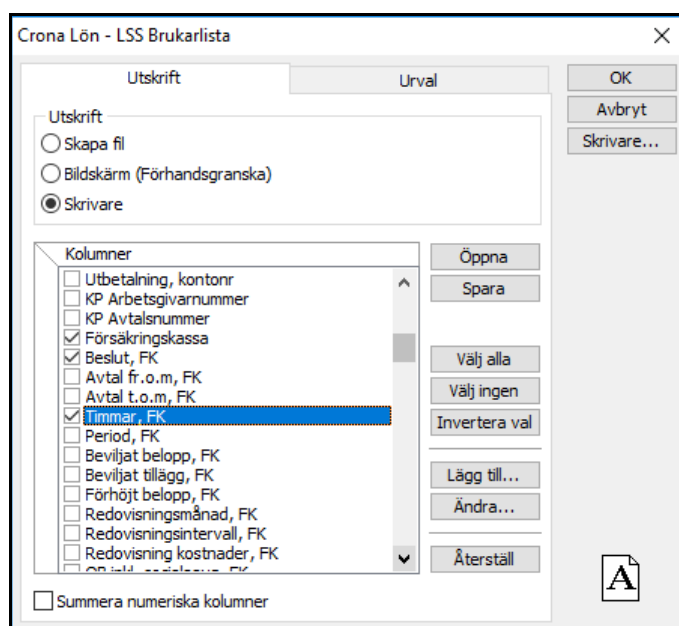 Crona Lön - LSS Brukarlista
Utskrift
Urval
OK
Avbryt
Skrivare...
Utskrift
Skapa fil
Bildskärm (Förhandsgranska)
Skrivare
Kolumner
Utbetalning, kontonr
KP Arbetsgivarnummer
KP Avtalsnummer
Försäkringskassa
Beslut, FK
Avtal fr.o.m, FK
Avtal t.o.m, FK
Timmar, FK
Period, FK
Beviljat belopp, FK
Beviljat tillägg, FK
Förhöjt belopp, FK
Redovisningsmånad, FK
Redovisningsintervall, FK
Redovisning kostnader, FK
Öppna
Spara
Välj alla
Välj ingen
Invertera val
Lägg till...
Ändra...
Återställ
Summera numeriska kolumner
A